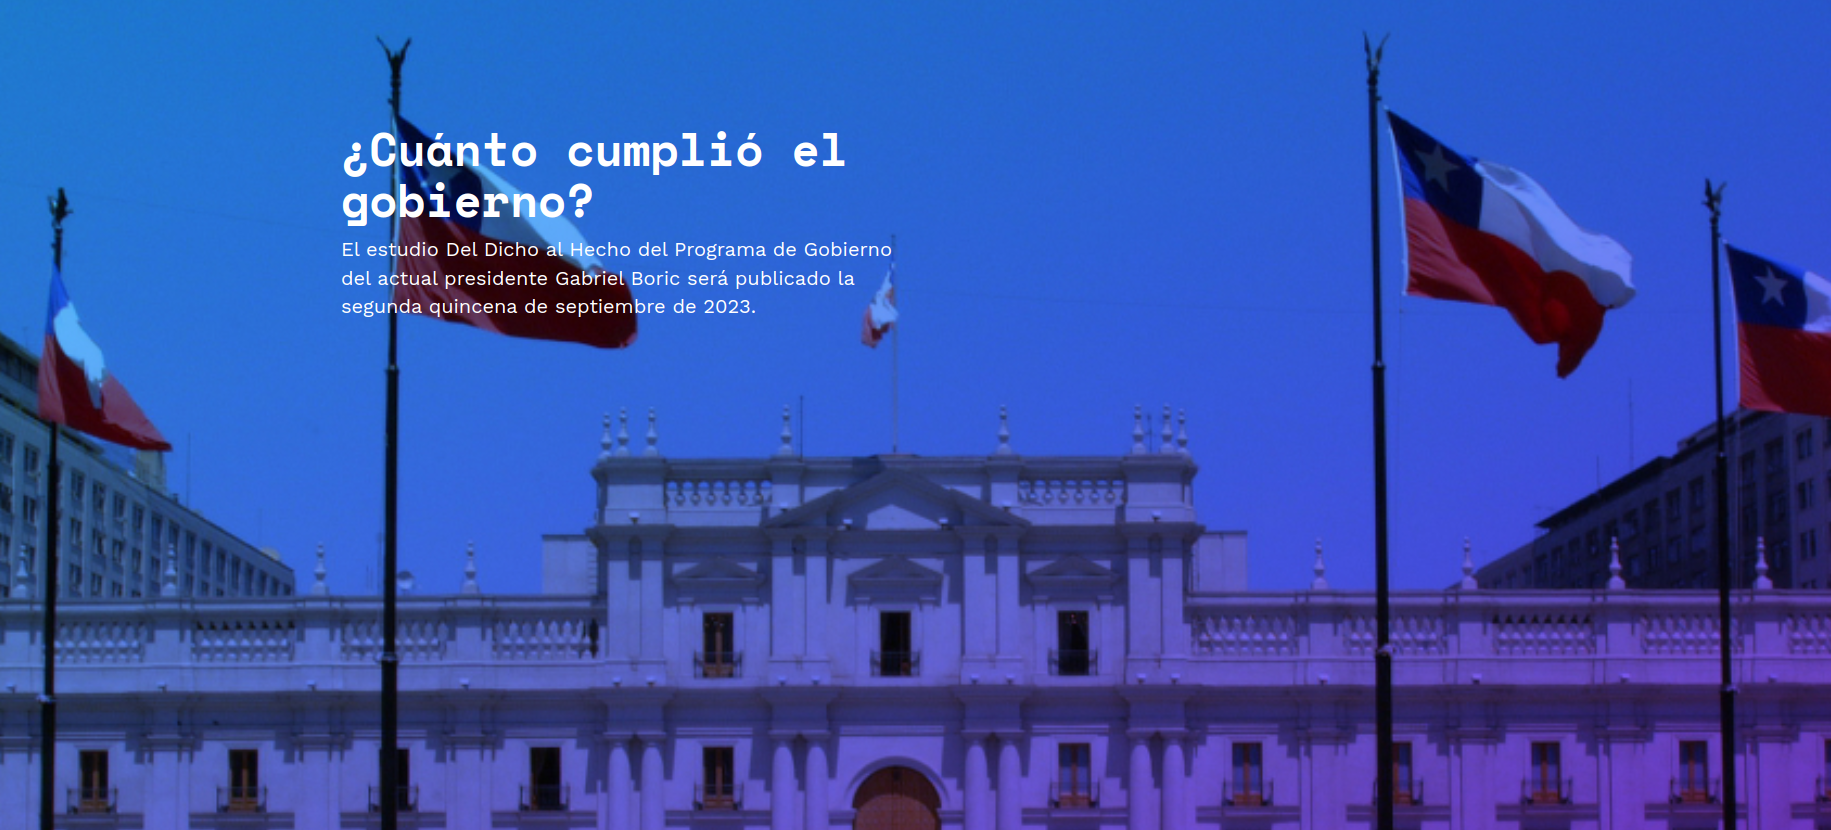 ¿Cuánto cumplió el
gobierno?
El estudio Del Dicho al Hecho del Programa de Gobierno
del actual presidente Gabriel Boric será publicado la
segunda quincena de septiembre de 2023.